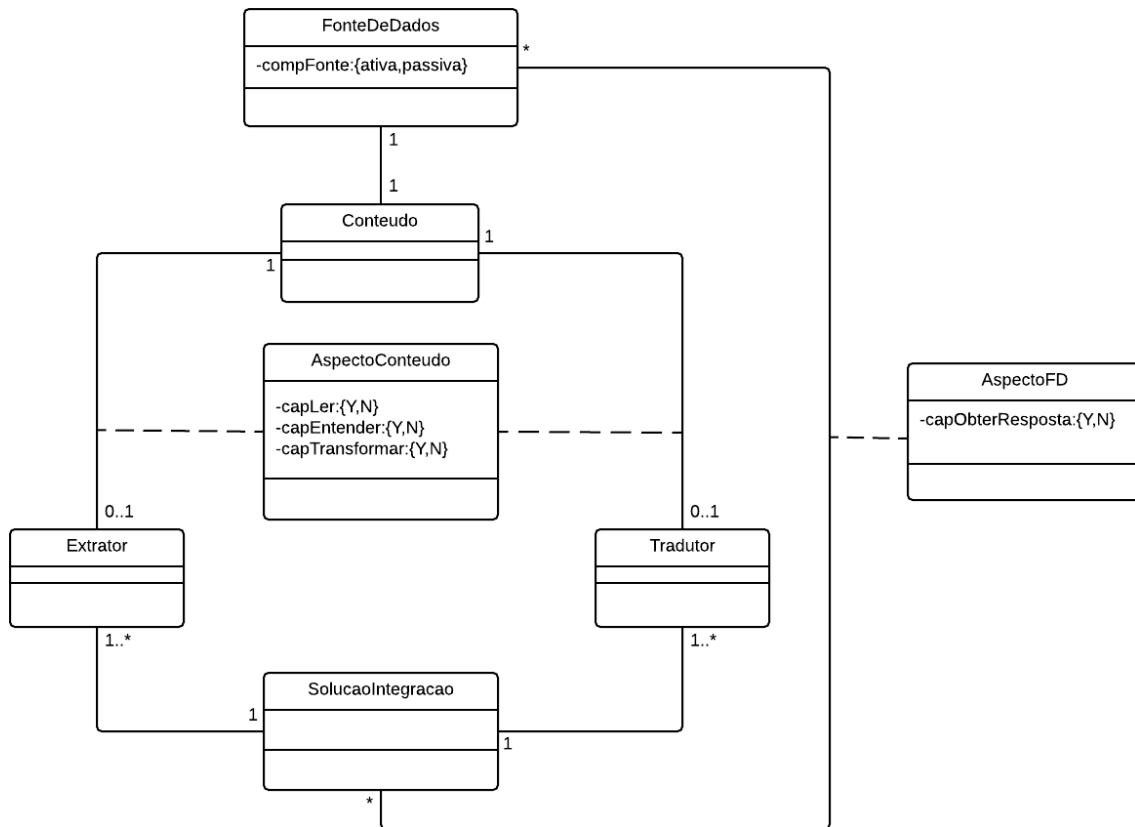 FonteDeDados
-compFonte:{ativa,passiva}
*
1
1
Conteudo
1
1
AspectoConteudo
-capLer:{Y,N}
-capEntender:{Y,N}
-capTransformar:{Y,N}
AspectoFD
-capObterResposta:{Y,N}
0..1
0..1
Extrator
Tradutor
1..*
1..*
SolucaoIntegracao
1
1
*